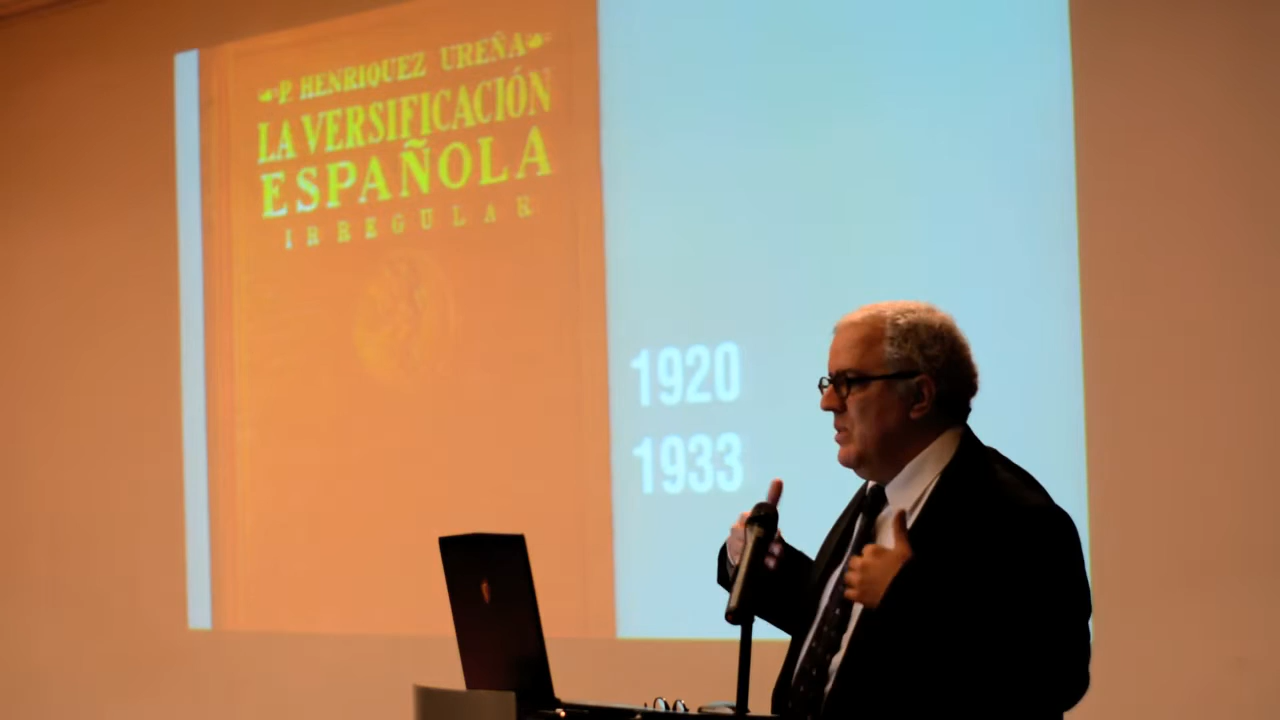 P. HENRIQUEZ UREÑA
LA VERSIFICACIÓN
ESPAÑOLA
IRREGULAR
1920
1933